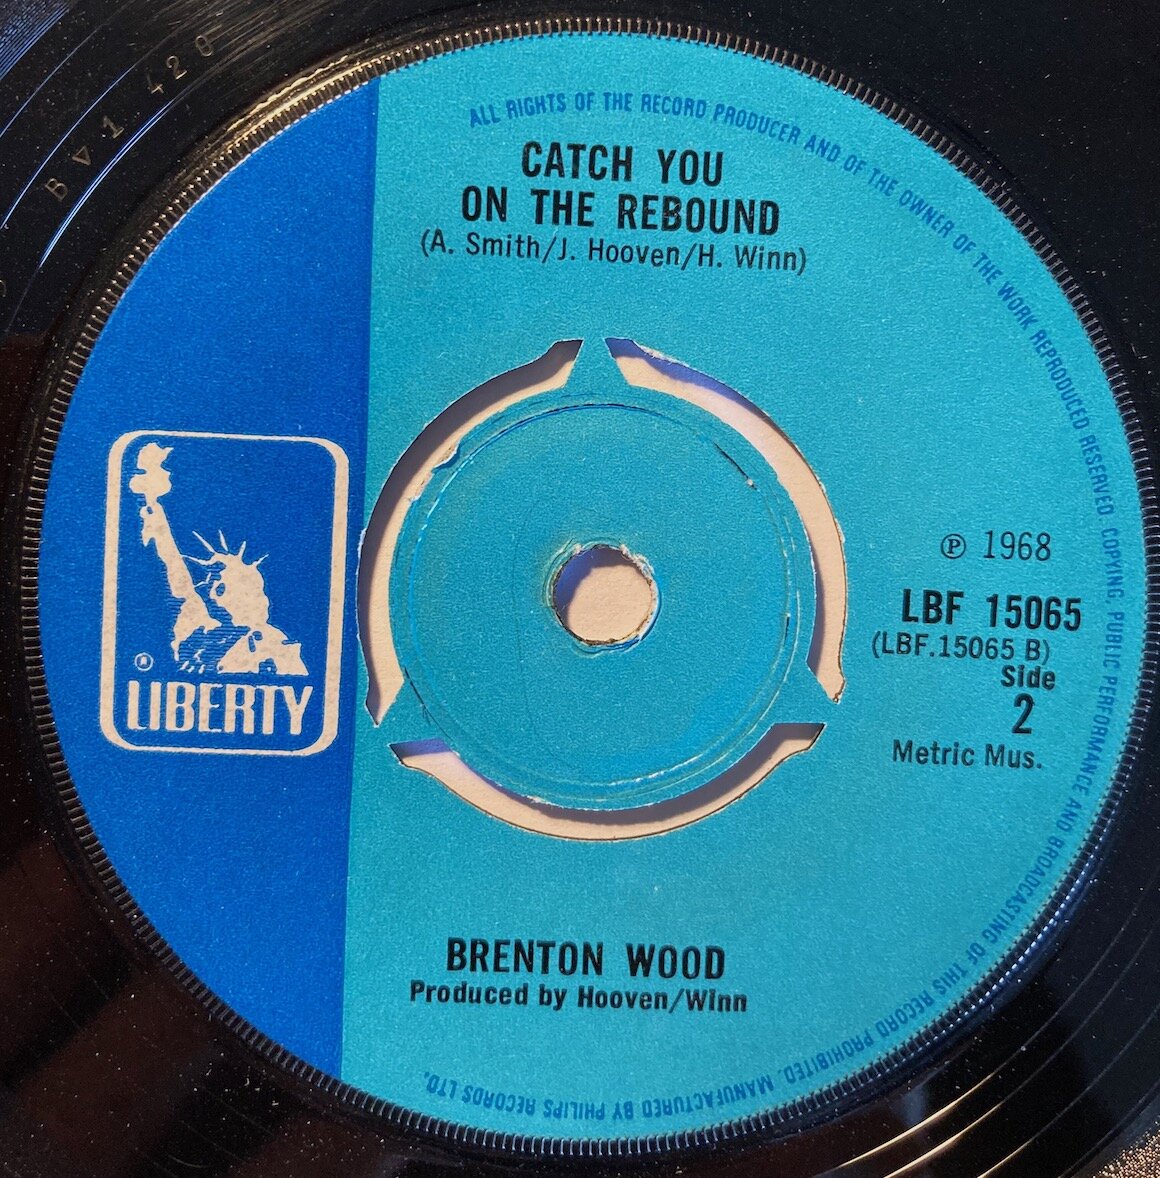 BV1 420
ALL RIGHTS OF THE RECORD PRODUCER AND OF THE OWNER OF THE WORK REPRODUCED RESERVED. COPYING, PUBLIC PERFORMANCE AND BROADCASTING OF THIS RECORD PROHIBITED. MANUFACTURED BY PHILIPS RECORDS LTD.
CATCH YOU
ON THE REBOUND
(A. Smith/J. Hooven/H. Winn)
® LIBERTY
℗ 1968
LBF 15065
(LBF.15065 B)
Side
2
Metric Mus.
BRENTON WOOD
Produced by Hooven/Winn